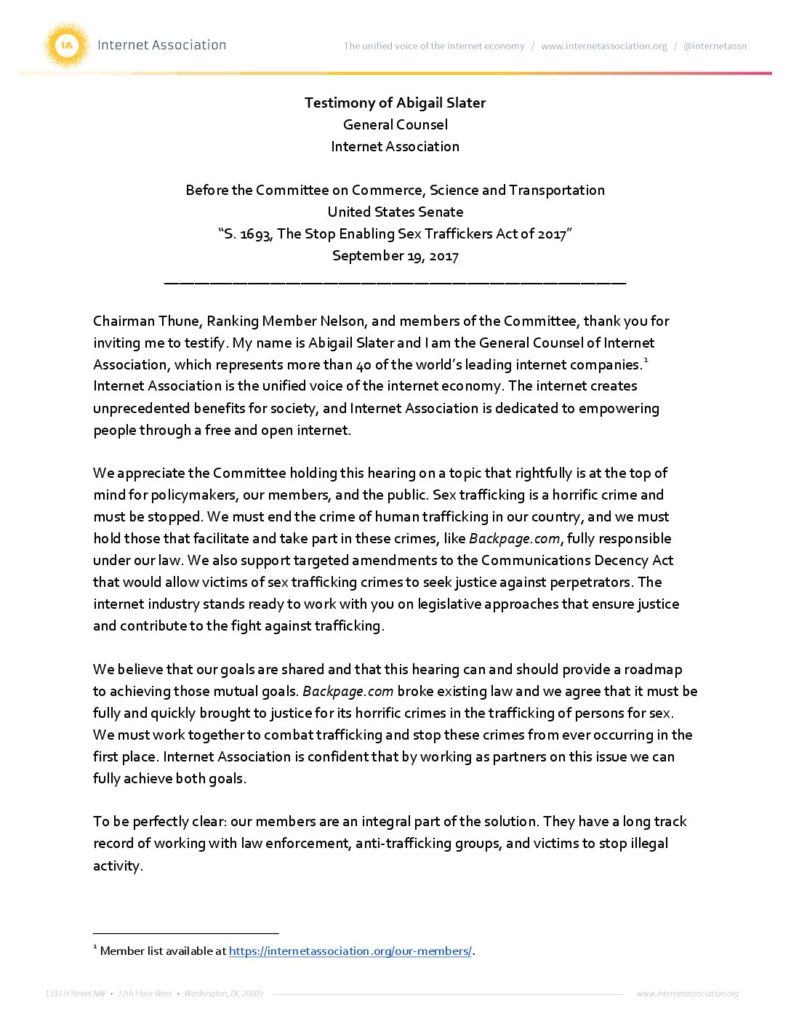 IA Internet Association
The unified voice of the internet economy / www.internetassociation.org / @internetassn
Testimony of Abigail Slater
General Counsel
Internet Association
Before the Committee on Commerce, Science and Transportation
United States Senate
“S. 1693, The Stop Enabling Sex Traffickers Act of 2017”
September 19, 2017
Chairman Thune, Ranking Member Nelson, and members of the Committee, thank you for
inviting me to testify. My name is Abigail Slater and I am the General Counsel of Internet
Association, which represents more than 40 of the world’s leading internet companies.¹
Internet Association is the unified voice of the internet economy. The internet creates
unprecedented benefits for society, and Internet Association is dedicated to empowering
people through a free and open internet.
We appreciate the Committee holding this hearing on a topic that rightfully is at the top of
mind for policymakers, our members, and the public. Sex trafficking is a horrific crime and
must be stopped. We must end the crime of human trafficking in our country, and we must
hold those that facilitate and take part in these crimes, like Backpage.com, fully responsible
under our law. We also support targeted amendments to the Communications Decency Act
that would allow victims of sex trafficking crimes to seek justice against perpetrators. The
internet industry stands ready to work with you on legislative approaches that ensure justice
and contribute to the fight against trafficking.
We believe that our goals are shared and that this hearing can and should provide a roadmap
to achieving those mutual goals. Backpage.com broke existing law and we agree that it must be
fully and quickly brought to justice for its horrific crimes in the trafficking of persons for sex.
We must work together to combat trafficking and stop these crimes from ever occurring in the
first place. Internet Association is confident that by working as partners on this issue we can
fully achieve both goals.
To be perfectly clear: our members are an integral part of the solution. They have a long track
record of working with law enforcement, anti-trafficking groups, and victims to stop illegal
activity.
¹ Member list available at https://internetassociation.org/our-members/.
1333 H Street NW • 12th Floor West • Washington, DC 20005
www.internetassociation.org